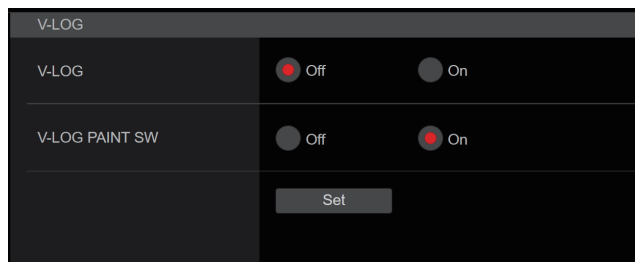 V-LOG
V-LOG Off On
V-LOG PAINT SW Off On
Set